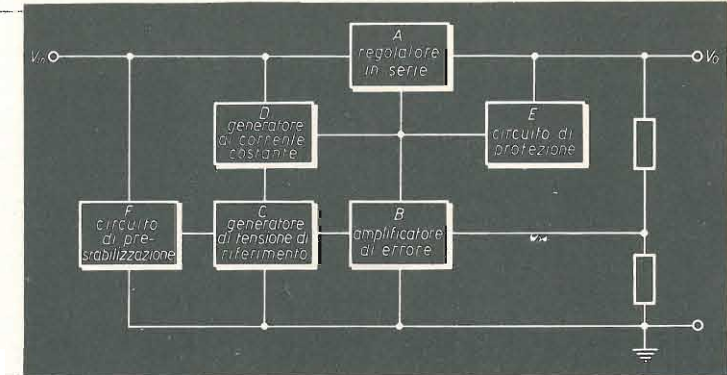 A
regolatore
in serie
Vin
Vo
D
generatore
di corrente
costante
E
circuito di
protezione
F
circuito
di pre-
stabilizzazione
C
generatore
di tensione di
riferimento
B
amplificatore
di errore